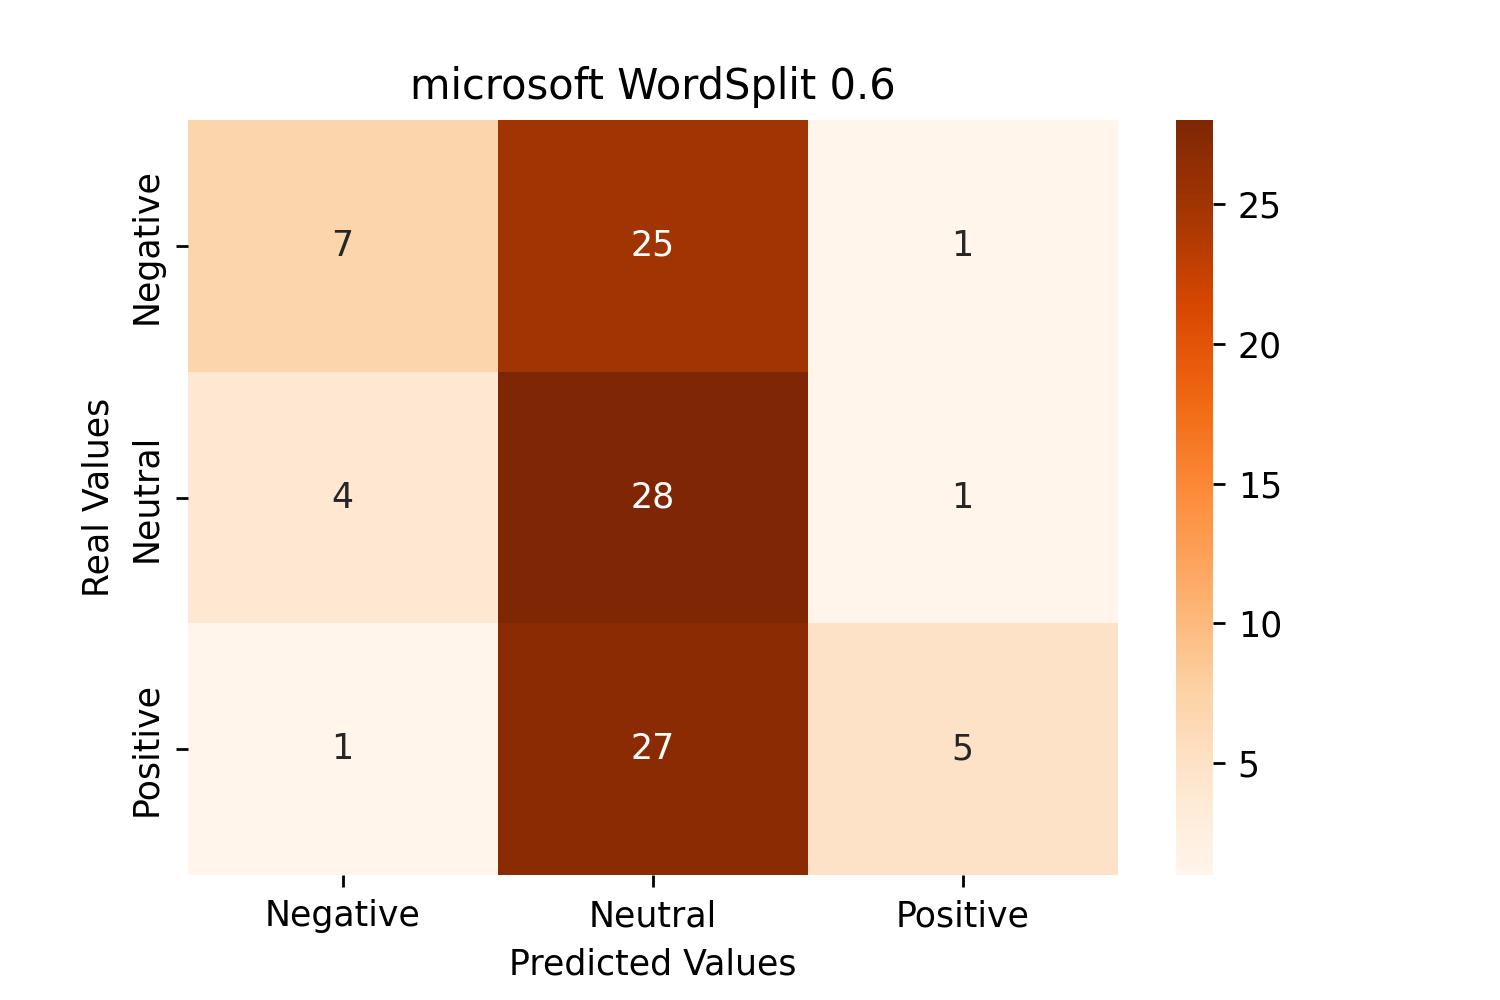 microsoft WordSplit 0.6
Real Values
Negative
7
25
1
Neutral
4
28
1
Positive
1
27
5
Negative
Neutral
Positive
Predicted Values
25
20
15
10
5